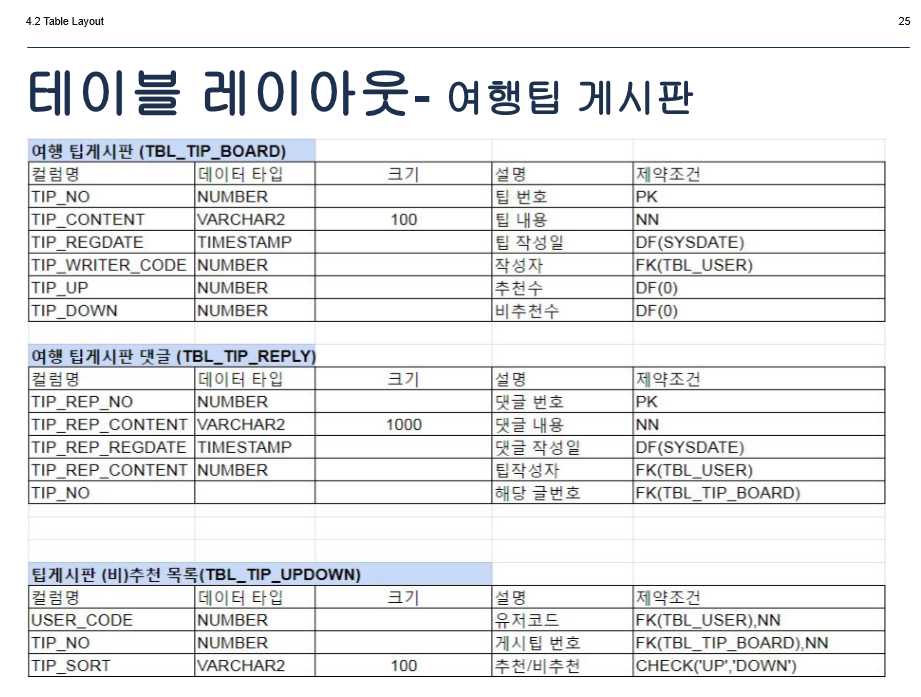 4.2 Table Layout 25
테이블 레이아웃- 여행팁 게시판
여행 팁게시판 (TBL_TIP_BOARD)
컬럼명 데이터 타입 크기 설명 제약조건
TIP_NO NUMBER 팁 번호 PK
TIP_CONTENT VARCHAR2 100 팁 내용 NN
TIP_REGDATE TIMESTAMP 팁 작성일 DF(SYSDATE)
TIP_WRITER_CODE NUMBER 작성자 FK(TBL_USER)
TIP_UP NUMBER 추천수 DF(0)
TIP_DOWN NUMBER 비추천수 DF(0)
여행 팁게시판 댓글 (TBL_TIP_REPLY)
컬럼명 데이터 타입 크기 설명 제약조건
TIP_REP_NO NUMBER 댓글 번호 PK
TIP_REP_CONTENT VARCHAR2 1000 댓글 내용 NN
TIP_REP_REGDATE TIMESTAMP 댓글 작성일 DF(SYSDATE)
TIP_REP_CONTENT NUMBER 팁작성자 FK(TBL_USER)
TIP_NO 해당 글번호 FK(TBL_TIP_BOARD)
팁게시판 (비)추천 목록(TBL_TIP_UPDOWN)
컬럼명 데이터 타입 크기 설명 제약조건
USER_CODE NUMBER 유저코드 FK(TBL_USER),NN
TIP_NO NUMBER 게시팁 번호 FK(TBL_TIP_BOARD),NN
TIP_SORT VARCHAR2 100 추천/비추천 CHECK('UP','DOWN')